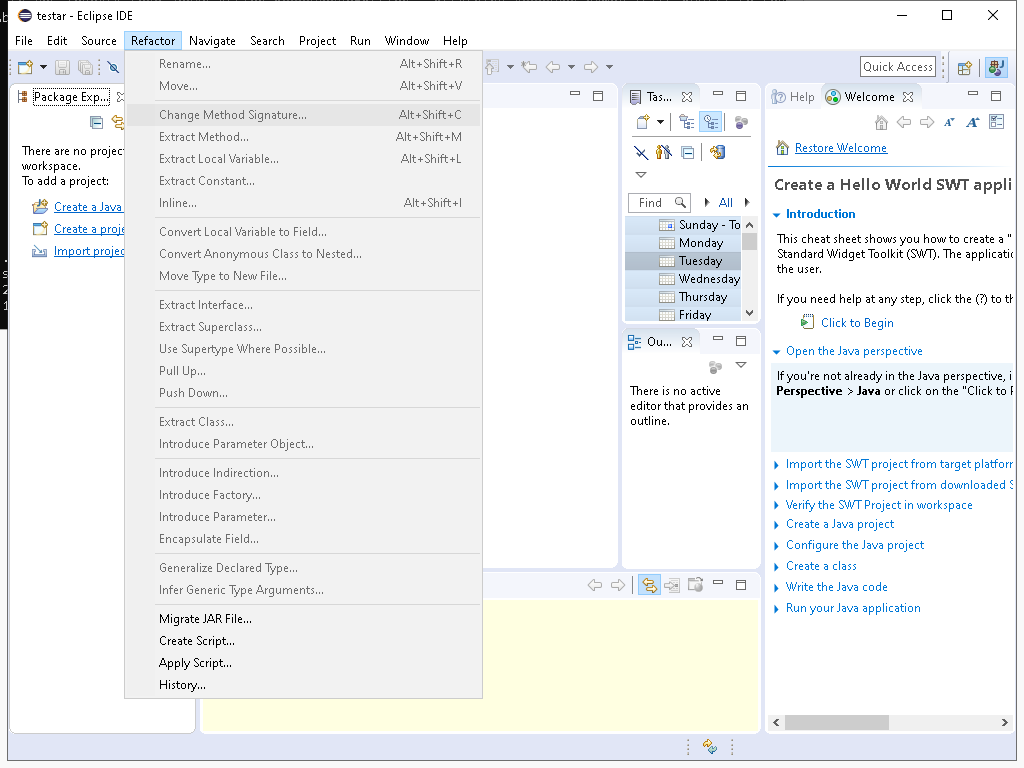 testar - Eclipse IDE
File Edit Source Refactor Navigate Search Project Run Window Help
Quick Access
Package Exp...
There are no
workspace.
To add a project:
Create a Java
Create a
Import
Rename... Alt+Shift+R
Move... Alt+Shift+V
Change Method Signature... Alt+Shift+C
Extract Method... Alt+Shift+M
Extract Local Variable... Alt+Shift+L
Extract Constant...
Inline... Alt+Shift+I
Convert Local Variable to Field...
Convert Anonymous Class to Nested...
Move Type to New File...
Extract Interface...
Extract Superclass...
Use Supertype Where Possible...
Pull Up...
Push Down...
Extract Class...
Introduce Parameter Object...
Introduce Indirection...
Introduce Factory...
Introduce Parameter...
Encapsulate Field...
Generalize Declared Type...
Infer Generic Type Arguments...
Migrate JAR File...
Create Script...
Apply Script...
History...
Tas...
Find All
Sunday - To
Monday
Tuesday
Wednesday
Thursday
Friday
Ou...
There is no active
editor that provides an
outline.
Help Welcome
Restore Welcome
Create a Hello World SWT appli
Introduction
This cheat sheet shows you how to create a "
Standard Widget Toolkit (SWT). The applicati
the user.
If you need help at any step, click the (?) to th
Click to Begin
Open the Java perspective
If you're not already in the Java perspective, i
Perspective > Java or click on the "Click to
Import the SWT project from target platfor
Import the SWT project from downloaded S
Verify the SWT Project in workspace
Create a Java project
Configure the Java project
Create a class
Write the Java code
Run your Java application